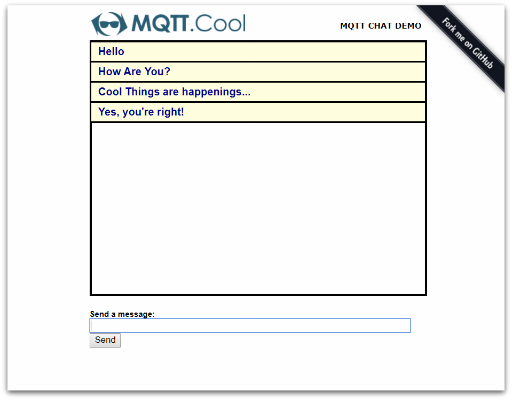 MQTT.Cool
MQTT CHAT DEMO
Fork me on GitHub
Hello
How Are You?
Cool Things are happenings...
Yes, you're right!
Send a message:
Send